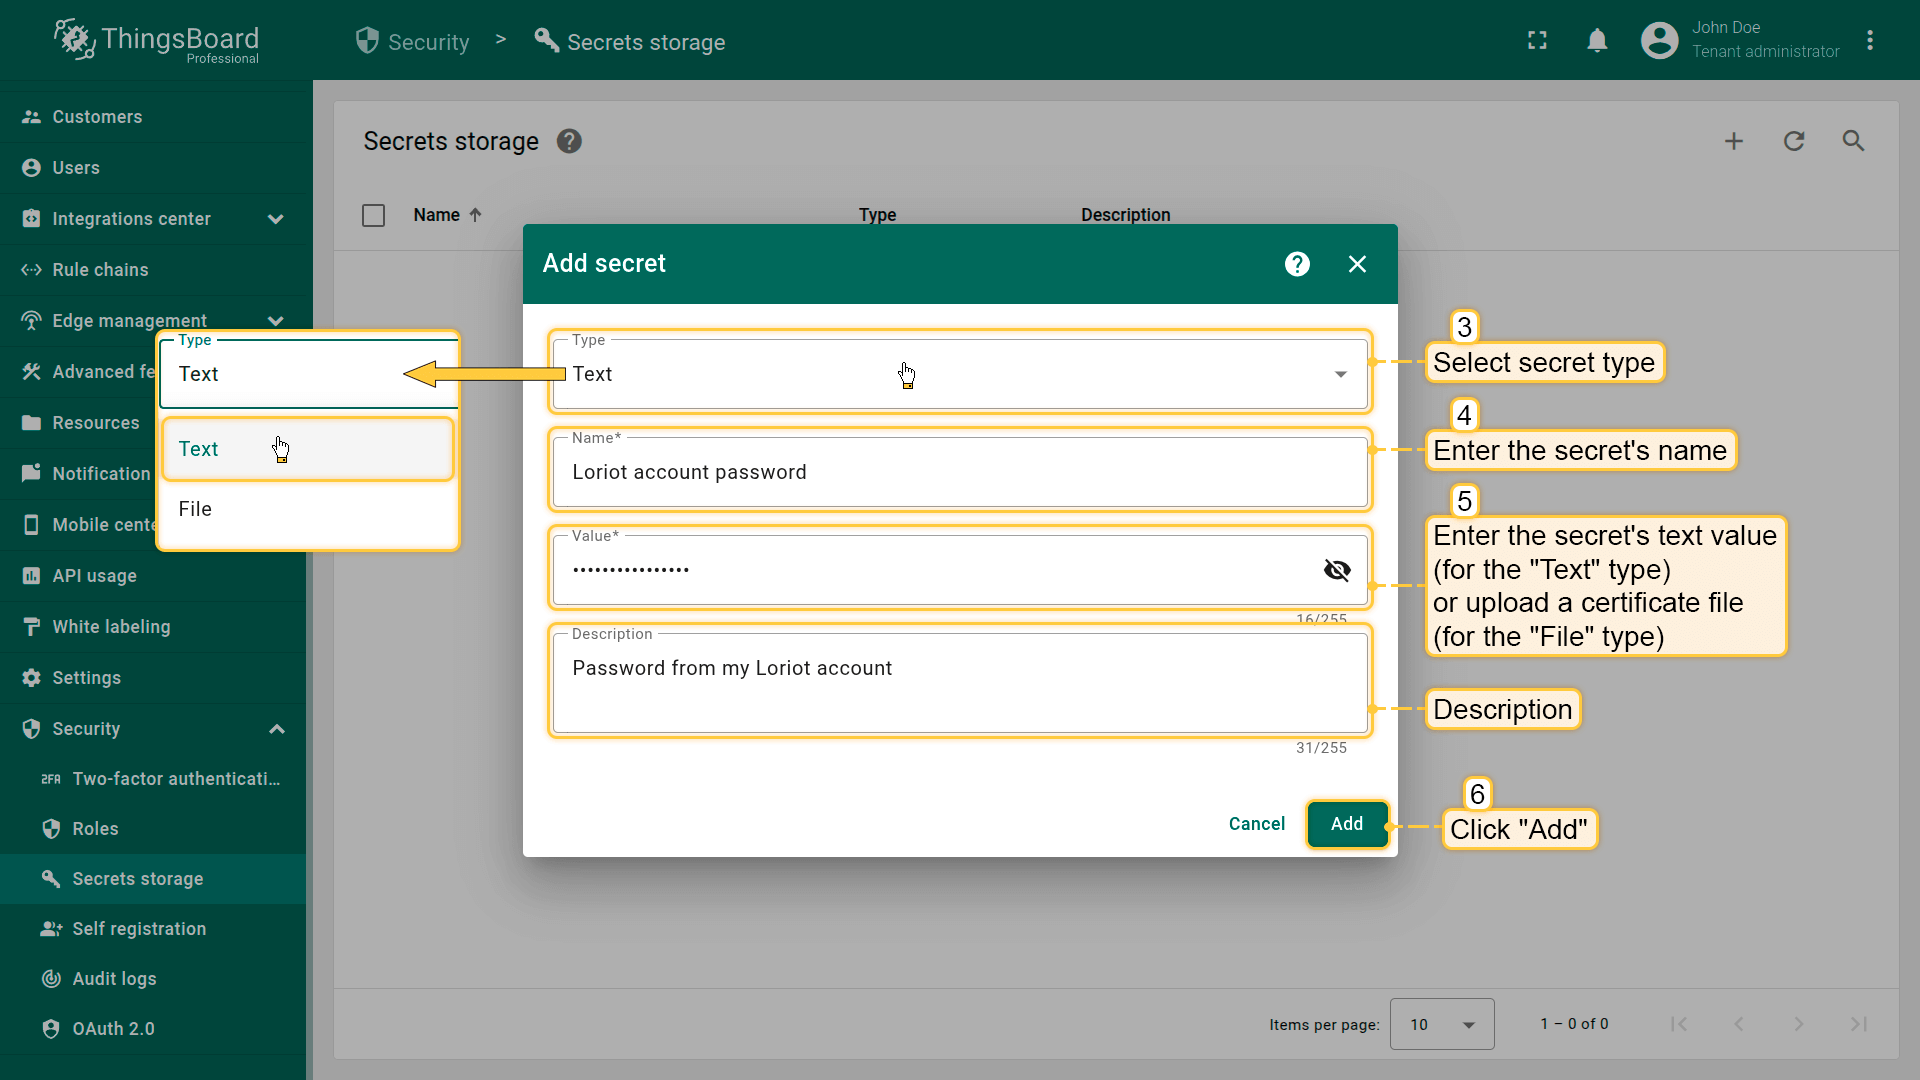 ThingsBoard
Professional
Security
>
Secrets storage
John Doe
Tenant administrator
Customers
Users
Integrations center
Rule chains
Edge management
Advanced fe
Resources
Notification
Mobile cente
API usage
White labeling
Settings
Security
2FA Two-factor authenticati...
Roles
Secrets storage
Self registration
Audit logs
OAuth 2.0
Secrets storage
Name
Type
Description
Add secret
Type
Text
Text
File
Type
Text
Name*
Loriot account password
Value*
••••••••••••••••
16/255
Description
Password from my Loriot account
31/255
Cancel
Add
3
Select secret type
4
Enter the secret's name
5
Enter the secret's text value
(for the "Text" type)
or upload a certificate file
(for the "File" type)
Description
6
Click "Add"
Items per page:
10
1 – 0 of 0